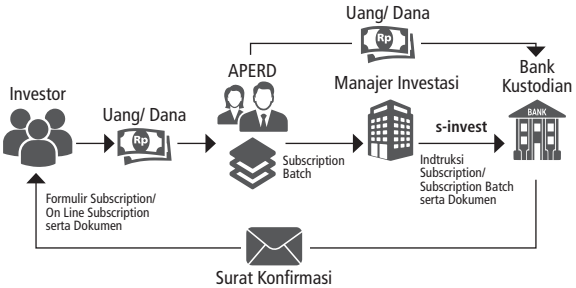 Uang/ Dana
Rp
APERD
Manajer Investasi
Bank
Kustodian
Investor
Uang/ Dana
Rp
s-invest
BANK
Subscription
Batch
Indtruksi
Subscription/
Subscription Batch
serta Dokumen
Formulir Subscription/
On Line Subscription
serta Dokumen
Surat Konfirmasi